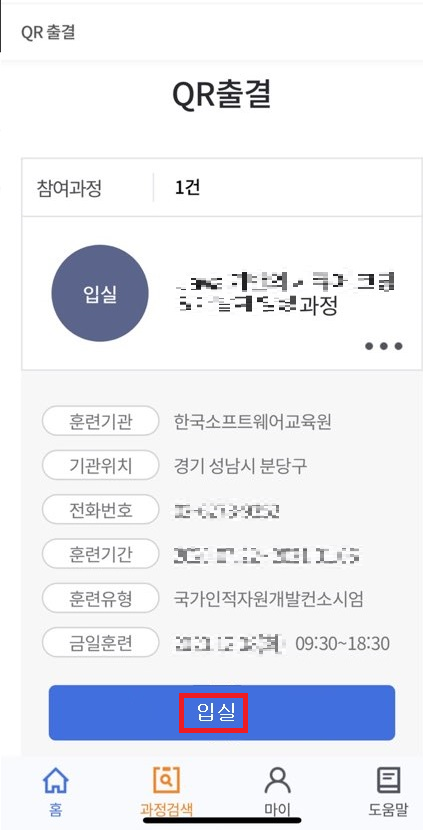 QR 출결
QR출결
참여과정 1건
입실
과정
훈련기관 한국소프트웨어교육원
기관위치 경기 성남시 분당구
전화번호
훈련기간
훈련유형 국가인적자원개발컨소시엄
금일훈련 09:30~18:30
입실
홈 과정검색 마이 도움말